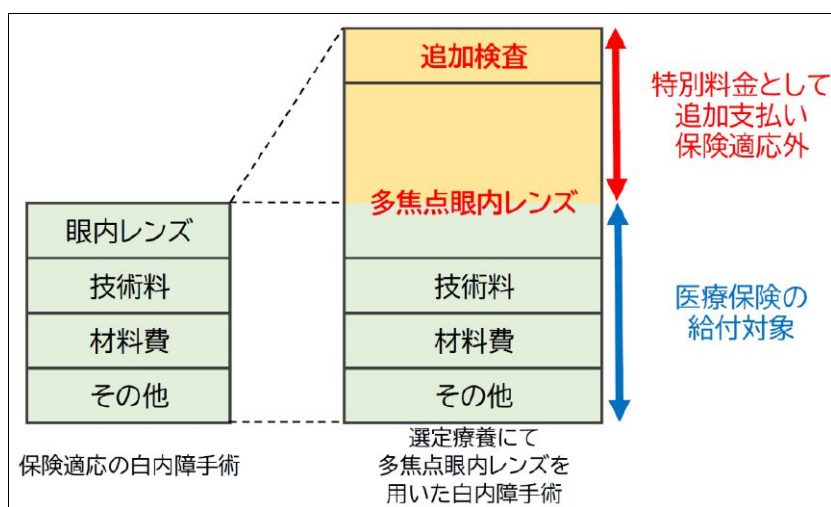 追加検査
特別料金として
追加支払い
保険適応外
多焦点眼内レンズ
眼内レンズ
技術料
材料費
その他
技術料
材料費
その他
医療保険の
給付対象
保険適応の白内障手術
選定療養にて
多焦点眼内レンズを
用いた白内障手術